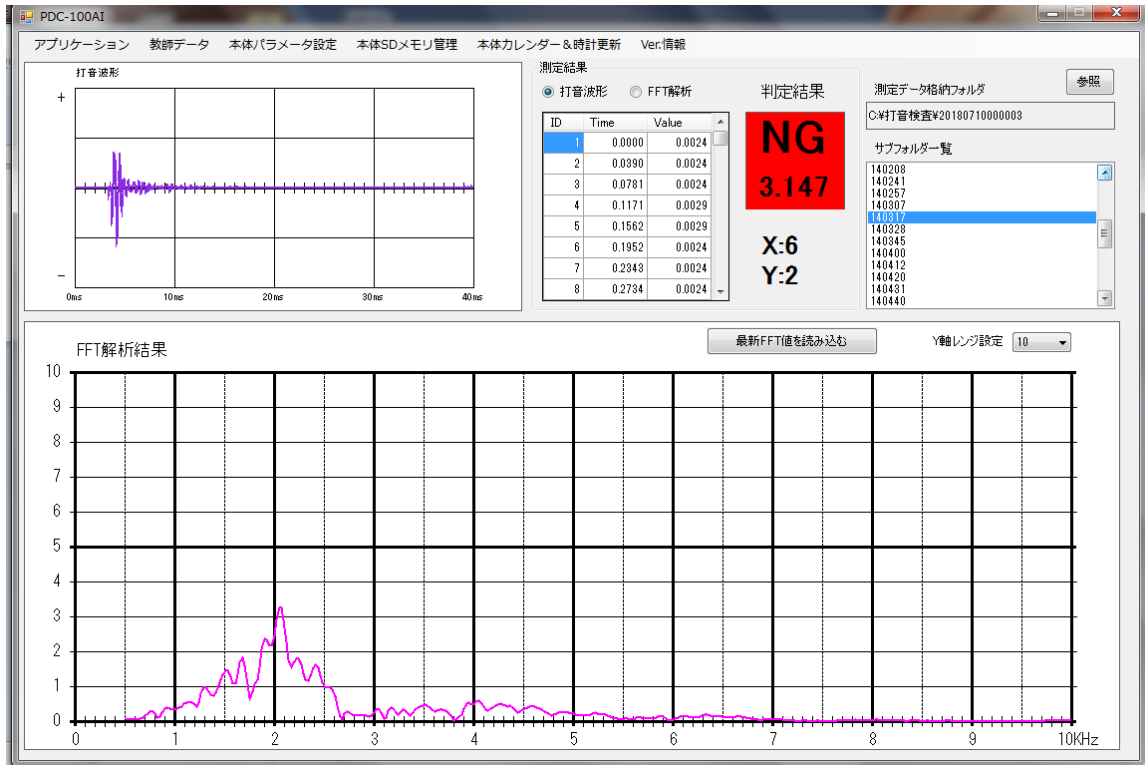 PDC-100AI
アプリケーション 教師データ 本体パラメータ設定 本体SDメモリ管理 本体カレンダー＆時計更新 Ver.情報
打音波形
+
−
0ms 10ms 20ms 30ms 40ms
測定結果
打音波形 FFT解析
ID Time Value
1 0.0000 0.0024
2 0.0390 0.0024
3 0.0781 0.0024
4 0.1171 0.0029
5 0.1562 0.0029
6 0.1952 0.0024
7 0.2343 0.0024
8 0.2734 0.0024
判定結果
NG
3.147
X:6
Y:2
測定データ格納フォルダ
参照
C:¥打音検査¥20180710000003
サブフォルダ一覧
140208
140241
140257
140307
140317
140328
140345
140400
140412
140420
140431
140440
FFT解析結果
最新FFT値を読み込む
Y軸レンジ設定 10
10
9
8
7
6
5
4
3
2
1
0
0 1 2 3 4 5 6 7 8 9 10KHz